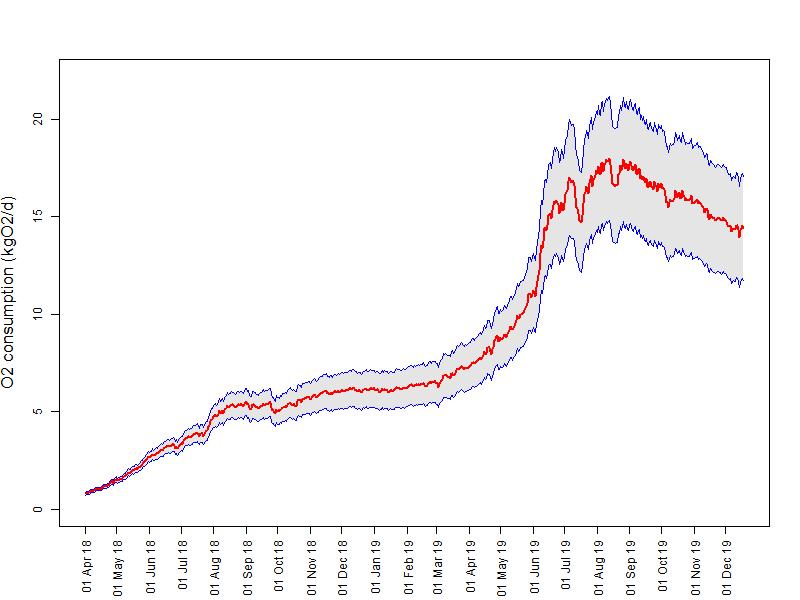 O2 consumption (kgO2/d)
20
15
10
5
0
01 Apr 18
01 May 18
01 Jun 18
01 Jul 18
01 Aug 18
01 Sep 18
01 Oct 18
01 Nov 18
01 Dec 18
01 Jan 19
01 Feb 19
01 Mar 19
01 Apr 19
01 May 19
01 Jun 19
01 Jul 19
01 Aug 19
01 Sep 19
01 Oct 19
01 Nov 19
01 Dec 19